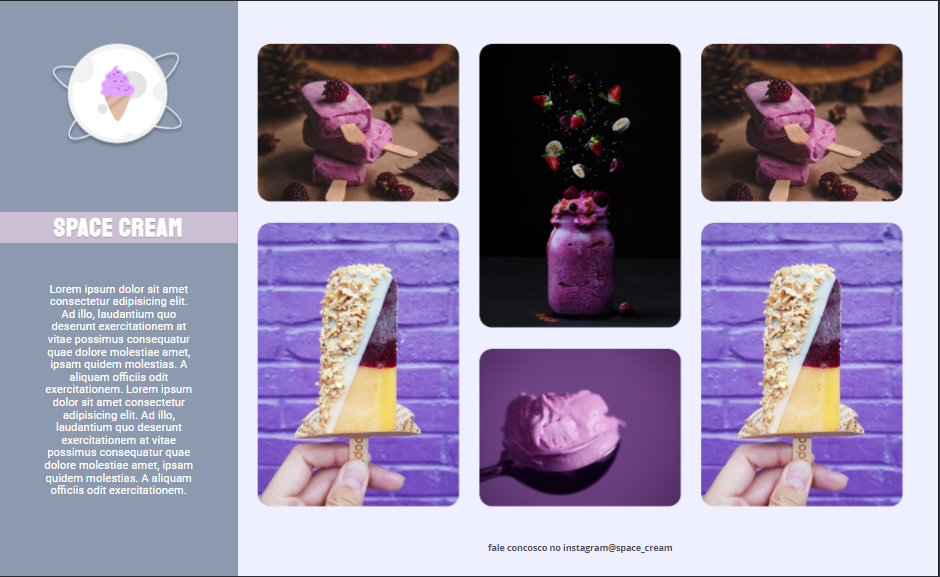 SPACE CREAM
Lorem ipsum dolor sit amet
consectetur adipisicing elit.
Ad illo, laudantium quo
deserunt exercitationem at
vitae possimus consequatur
quae dolore molestiae amet,
ipsam quidem molestias. A
aliquam officiis odit
exercitationem. Lorem ipsum
dolor sit amet consectetur
adipisicing elit. Ad illo,
laudantium quo deserunt
exercitationem at vitae
possimus consequatur quae
dolore molestiae amet, ipsam
quidem molestias. A aliquam
officiis odit exercitationem.
fale concosco no instagram@space_cream